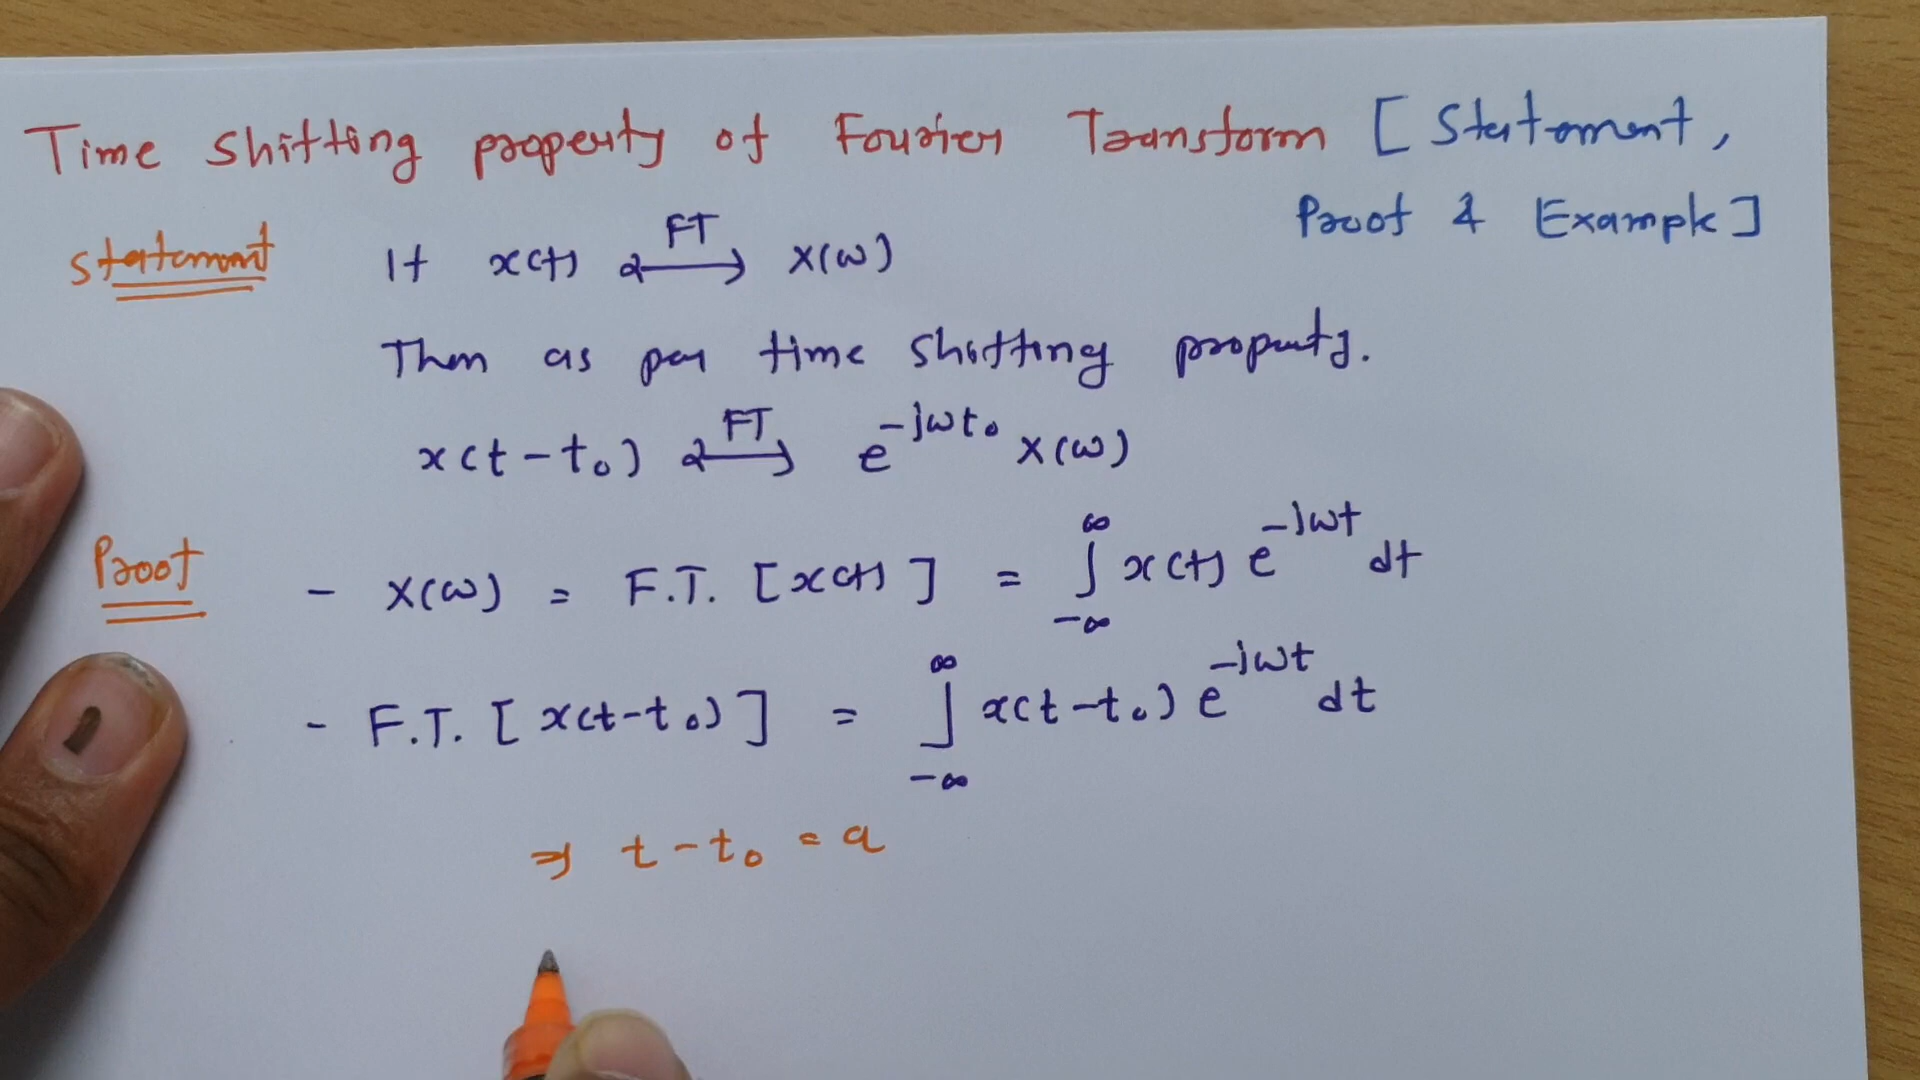 Time shifting property of Fourier Transform [Statement,
Proof & Example]
Statement If x(t) ⟷ FT X(ω)
Then as per time shifting property.
x(t-t₀) ⟷ FT e^{-jωt₀} X(ω)
Proof - X(ω) = F.T. [x(t)] = ∫_{-∞}^{∞} x(t) e^{-jωt} dt
- F.T. [x(t-t₀)] = ∫_{-∞}^{∞} x(t-t₀) e^{-jωt} dt
⇒ t-t₀ = a